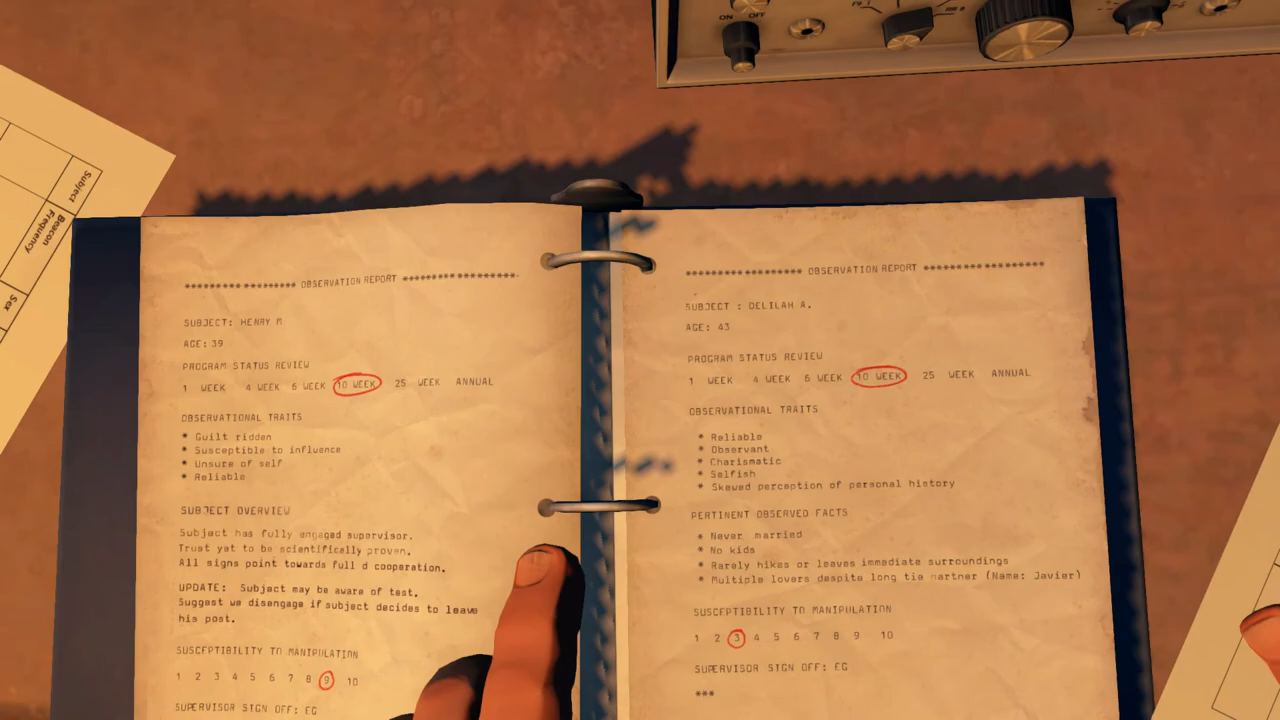 ON OFF
Subject
Beacon
Frequency
Sex
****************** OBSERVATION REPORT ******************
SUBJECT: HENRY M
AGE: 39
PROGRAM STATUS REVIEW
1 WEEK 4 WEEK 6 WEEK 10 WEEK 25 WEEK ANNUAL
OBSERVATIONAL TRAITS
* Guilt ridden
* Susceptible to influence
* Unsure of self
* Reliable
SUBJECT OVERVIEW
Subject has fully engaged supervisor.
Trust yet to be scientifically proven.
All signs point towards full d cooperation.
UPDATE: Subject may be aware of test.
Suggest we disengage if subject decides to leave
his post.
SUSCEPTIBILITY TO MANIPULATION
1 2 3 4 5 6 7 8 9 10
SUPERVISOR SIGN OFF: EG
****************** OBSERVATION REPORT ******************
SUBJECT : DELILAH A.
AGE: 43
PROGRAM STATUS REVIEW
1 WEEK 4 WEEK 6 WEEK 10 WEEK 25 WEEK ANNUAL
OBSERVATIONAL TRAITS
* Reliable
* Observant
* Charismatic
* Selfish
* Skewed perception of personal history
PERTINENT OBSERVED FACTS
* Never married
* No kids
* Rarely hikes or leaves immediate surroundings
* Multiple lovers despite long tie partner (Name: Javier)
SUSCEPTIBILITY TO MANIPULATION
1 2 3 4 5 6 7 8 9 10
SUPERVISOR SIGN OFF: EG
***